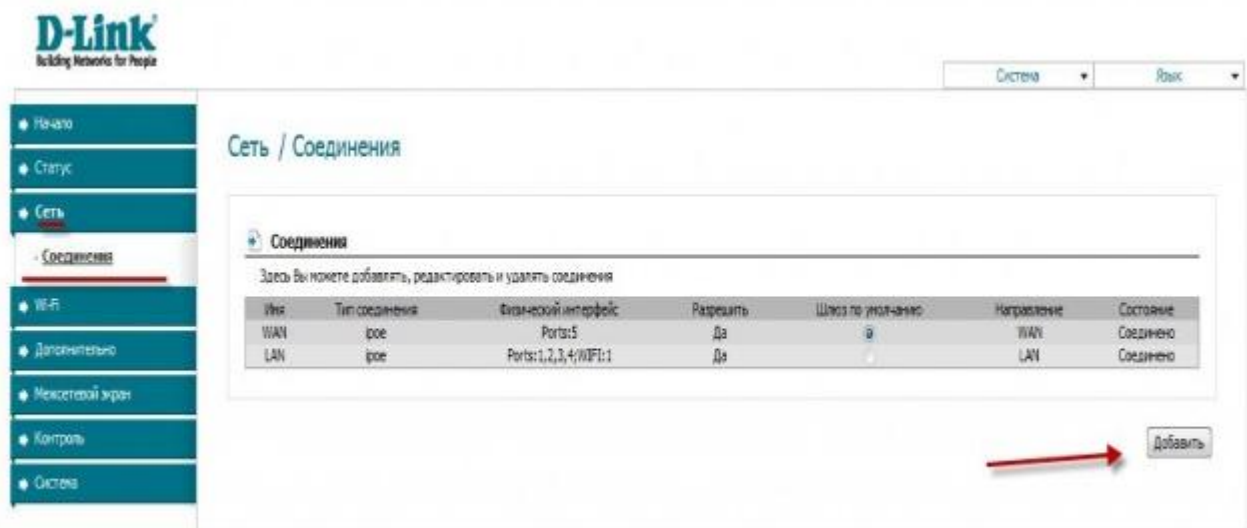 D-Link
Building Networks for People
Система
Язык
Начало
Статус
Сеть
- Соединения
Wi-Fi
Дополнительно
Межсетевой экран
Контроль
Система
Сеть / Соединения
Соединения
Здесь Вы можете добавлять, редактировать и удалять соединения
Имя Тип соединения Физический интерфейс Разрешить Шлюз по умолчанию Направление Состояние
WAN ipoe Ports:5 Да WAN Соединено
LAN ipoe Ports:1,2,3,4;WIFI:1 Да LAN Соединено
Добавить